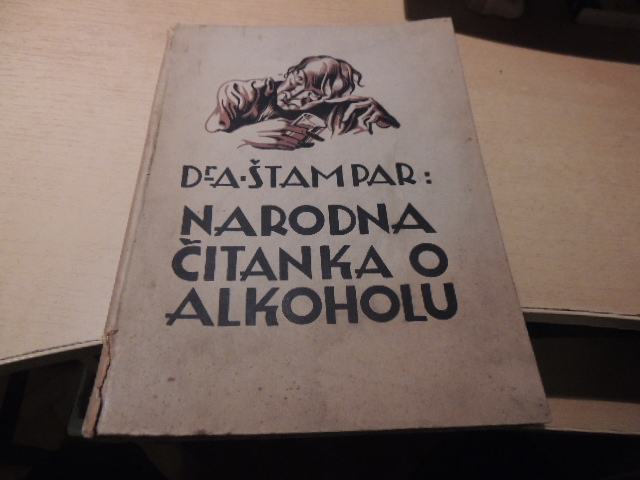 Dr A·ŠTAMPAR:
NARODNA
ČITANKA O
ALKOHOLU